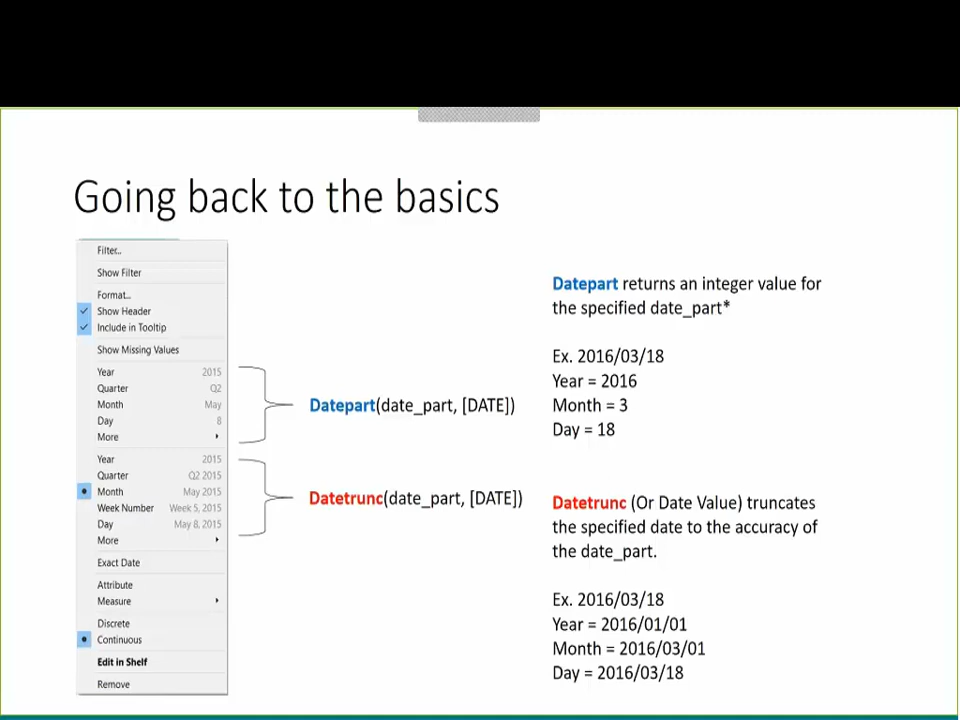 Going back to the basics
Filter...
Show Filter
Format...
Show Header
Include in Tooltip
Show Missing Values
Year 2015
Quarter Q2
Month May
Day 8
More
Year 2015
Quarter Q2 2015
Month May 2015
Week Number Week 5, 2015
Day May 8, 2015
More
Exact Date
Attribute
Measure
Discrete
Continuous
Edit in Shelf
Remove
Datepart(date_part, [DATE])
Datetrunc(date_part, [DATE])
Datepart returns an integer value for
the specified date_part*
Ex. 2016/03/18
Year = 2016
Month = 3
Day = 18
Datetrunc (Or Date Value) truncates
the specified date to the accuracy of
the date_part.
Ex. 2016/03/18
Year = 2016/01/01
Month = 2016/03/01
Day = 2016/03/18